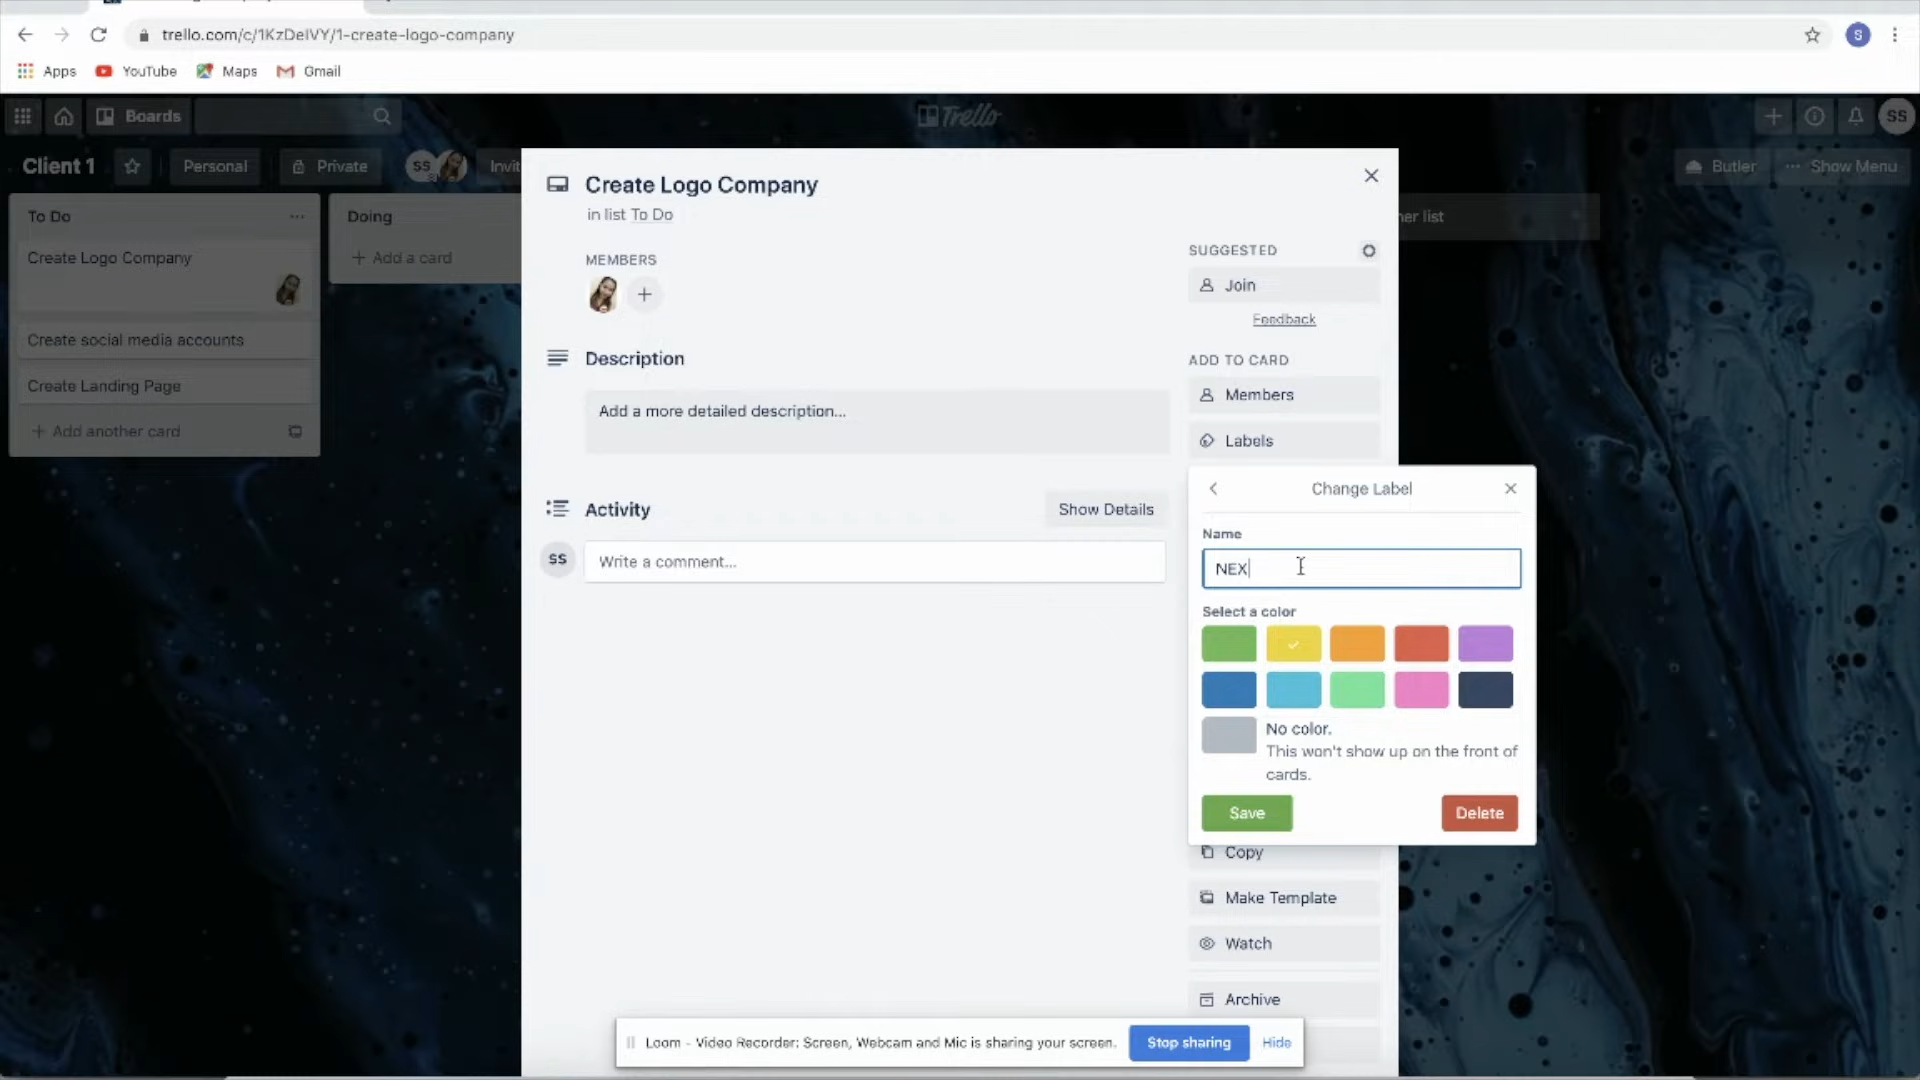 trello.com/c/1KzDeIVY/1-create-logo-company
S
Apps
YouTube
Maps
Gmail
Boards
Trello
SS
Client 1
Personal
Private
SS
Invit
Butler
··· Show Menu
To Do
···
Create Logo Company
Create social media accounts
Create Landing Page
+ Add another card
Doing
+ Add a card
her list
Create Logo Company
in list To Do
MEMBERS
+
Description
Add a more detailed description...
Activity
Show Details
SS
Write a comment...
SUGGESTED
Join
Feedback
ADD TO CARD
Members
Labels
Change Label
Name
NEX
Select a color
No color.
This won't show up on the front of
cards.
Save
Delete
Copy
Make Template
Watch
Archive
Loom - Video Recorder: Screen, Webcam and Mic is sharing your screen.
Stop sharing
Hide